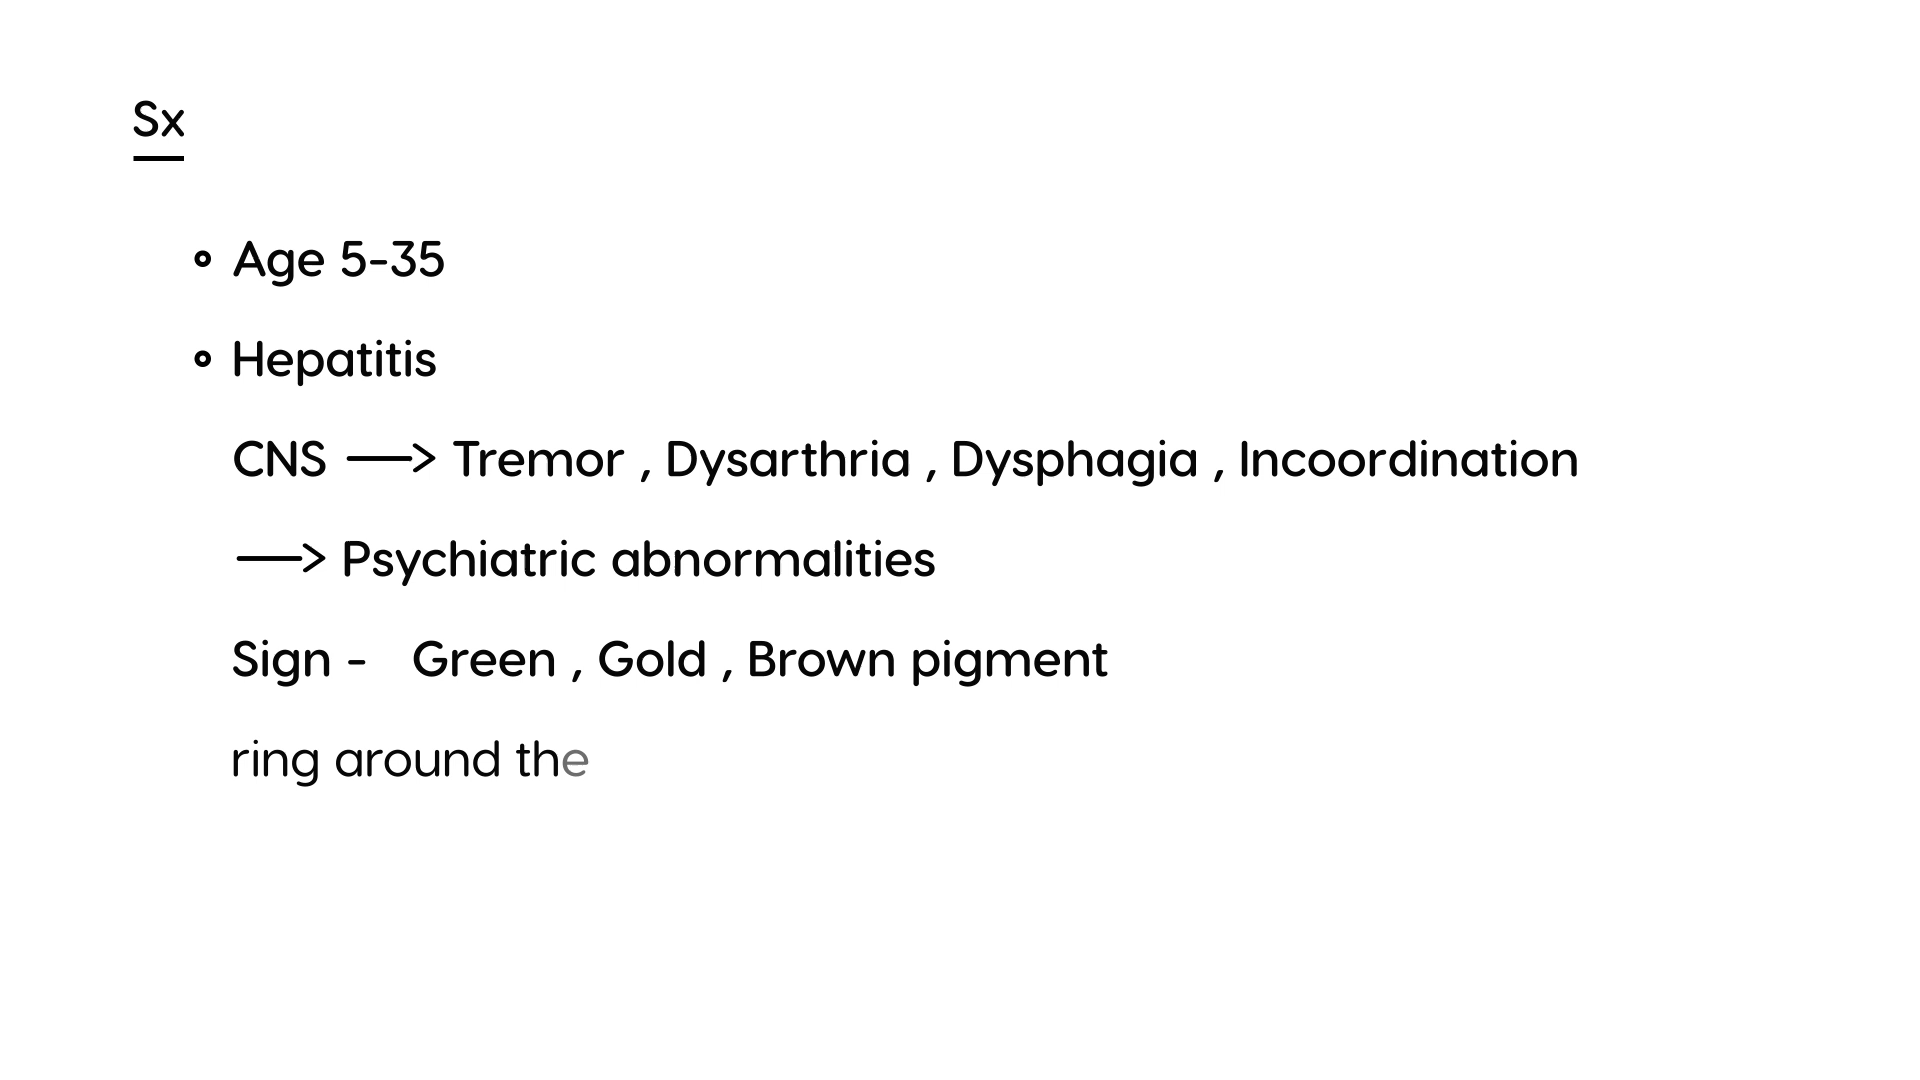 Sx
∘ Age 5-35
∘ Hepatitis
CNS ⟶ Tremor , Dysarthria , Dysphagia , Incoordination
⟶ Psychiatric abnormalities
Sign - Green , Gold , Brown pigment
ring around the